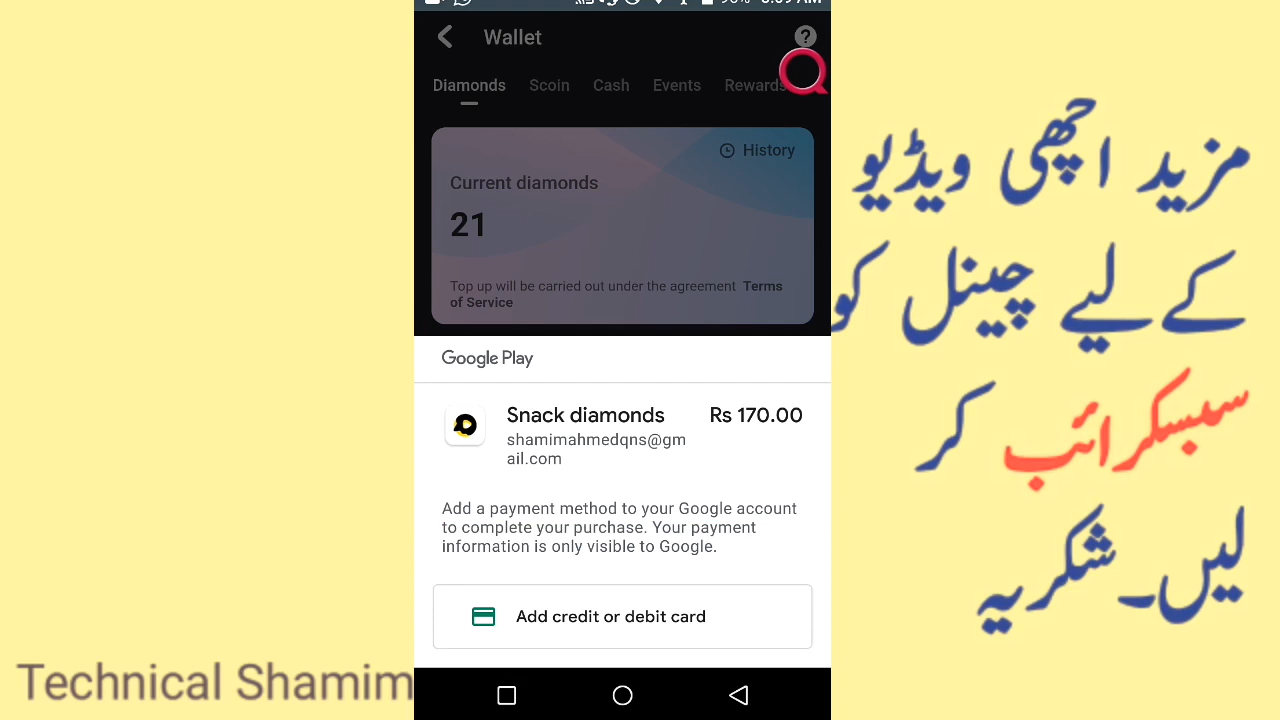 Wallet
Diamonds Scoin Cash Events Rewards
History
Current diamonds
21
Top up will be carried out under the agreement Terms
of Service
Google Play
Snack diamonds Rs 170.00
shamimahmedqns@gm
ail.com
Add a payment method to your Google account
to complete your purchase. Your payment
information is only visible to Google.
Add credit or debit card
مزید اچھی ویڈیو
کے لیے چینل کو
سبسکرائب کر
لیں۔ شکریہ
Technical Shamim